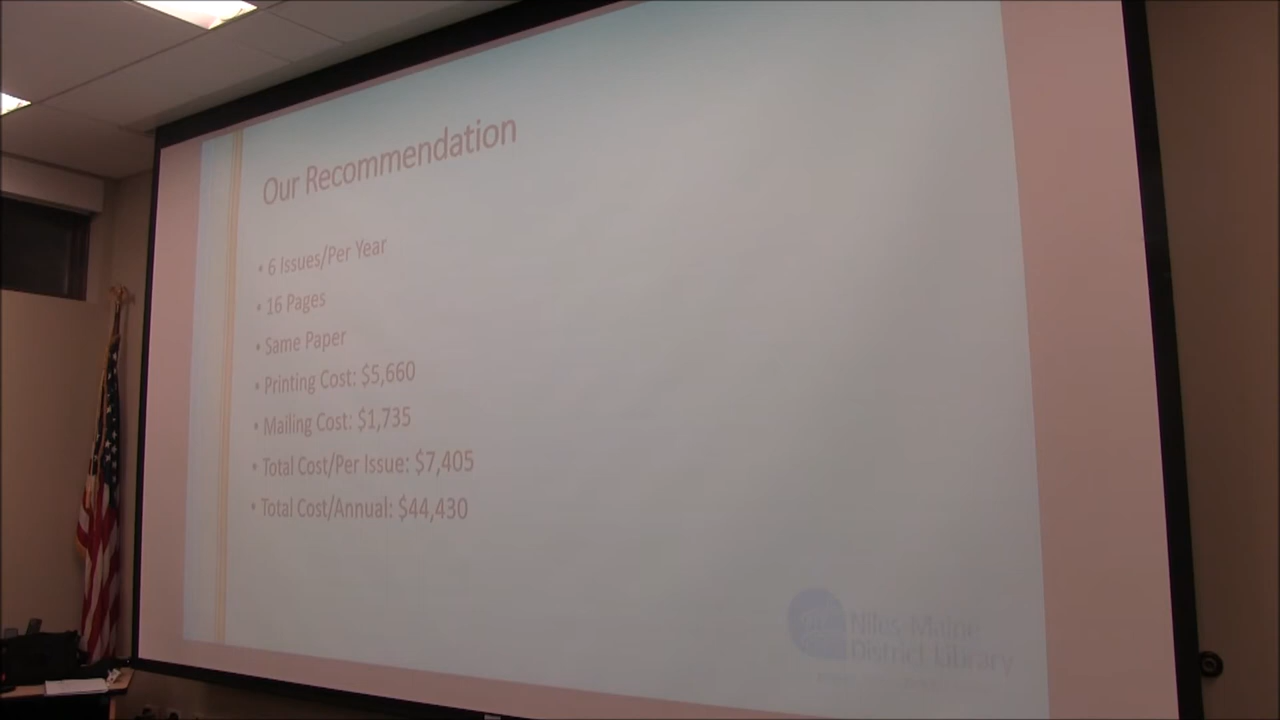 Our Recommendation
• 6 Issues/Per Year
• 16 Pages
• Same Paper
• Printing Cost: $5,660
• Mailing Cost: $1,735
• Total Cost/Per Issue: $7,405
• Total Cost/Annual: $44,430
Niles-Maine
District Library